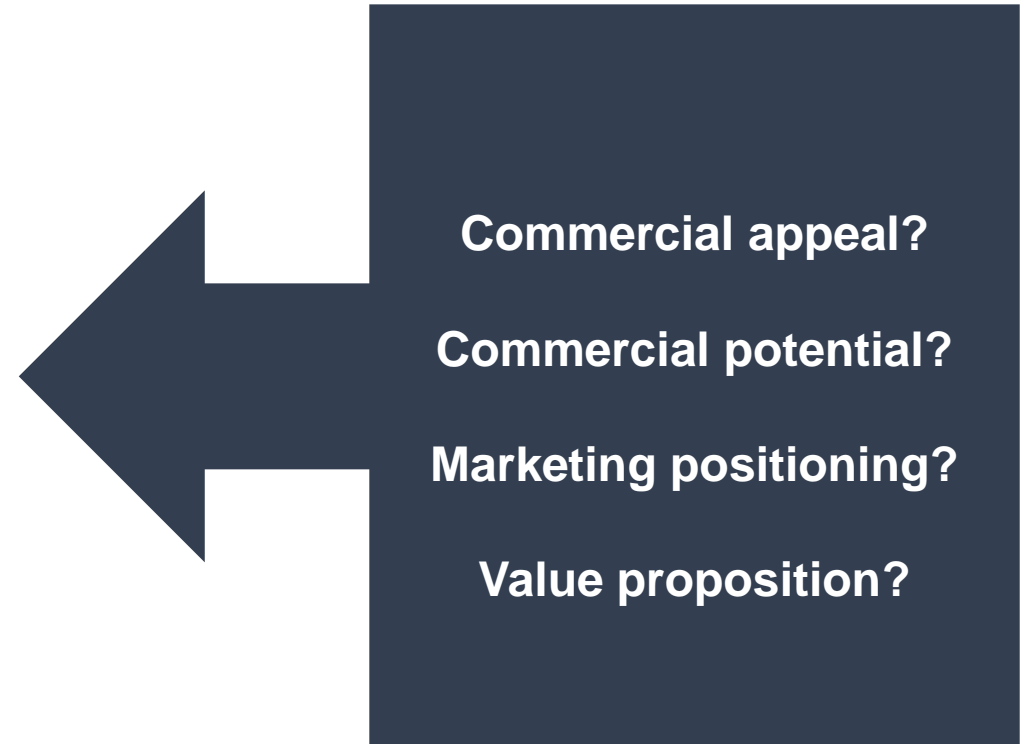 Commercial appeal?
Commercial potential?
Marketing positioning?
Value proposition?